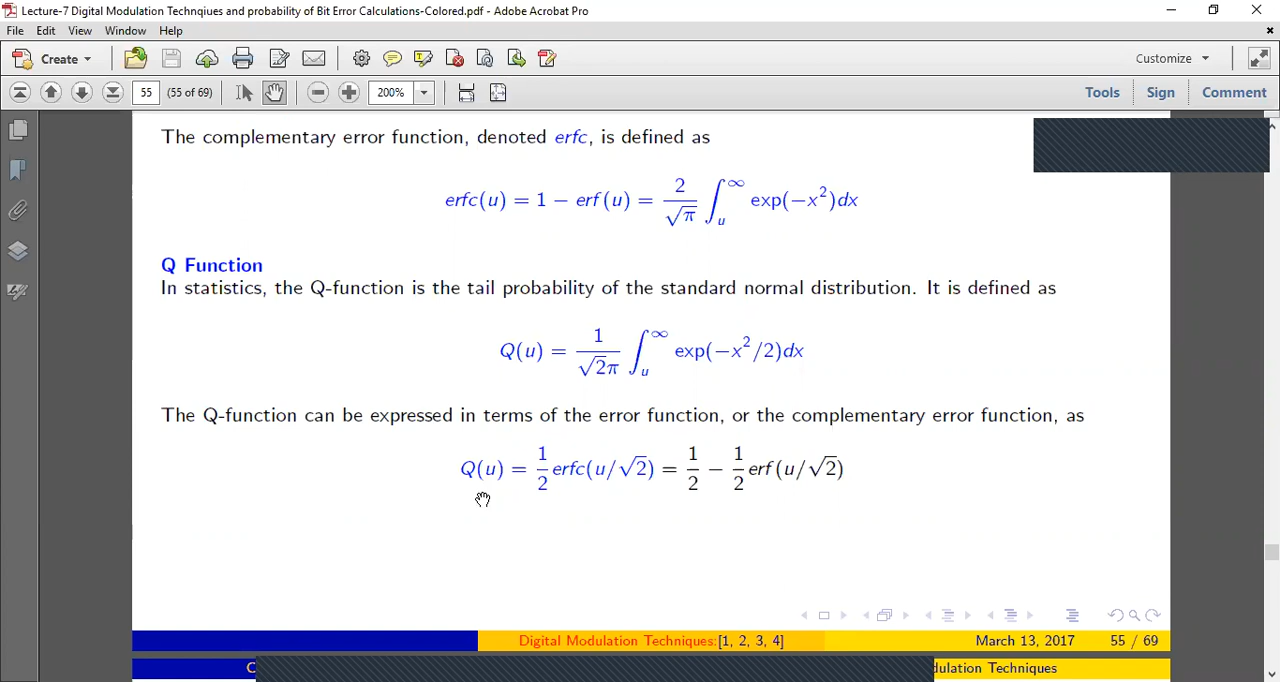 Lecture-7 Digital Modulation Technqiues and probability of Bit Error Calculations-Colored.pdf - Adobe Acrobat Pro
File Edit View Window Help
Create Customize
55 (55 of 69) 200% Tools Sign Comment
The complementary error function, denoted erfc, is defined as
erfc(u) = 1 − erf(u) = 2/√π ∫_u^∞ exp(−x²)dx
Q Function
In statistics, the Q-function is the tail probability of the standard normal distribution. It is defined as
Q(u) = 1/√2π ∫_u^∞ exp(−x²/2)dx
The Q-function can be expressed in terms of the error function, or the complementary error function, as
Q(u) = 1/2 erfc(u/√2) = 1/2 − 1/2 erf(u/√2)
Digital Modulation Techniques:[1, 2, 3, 4] March 13, 2017 55 / 69
dulation Techniques